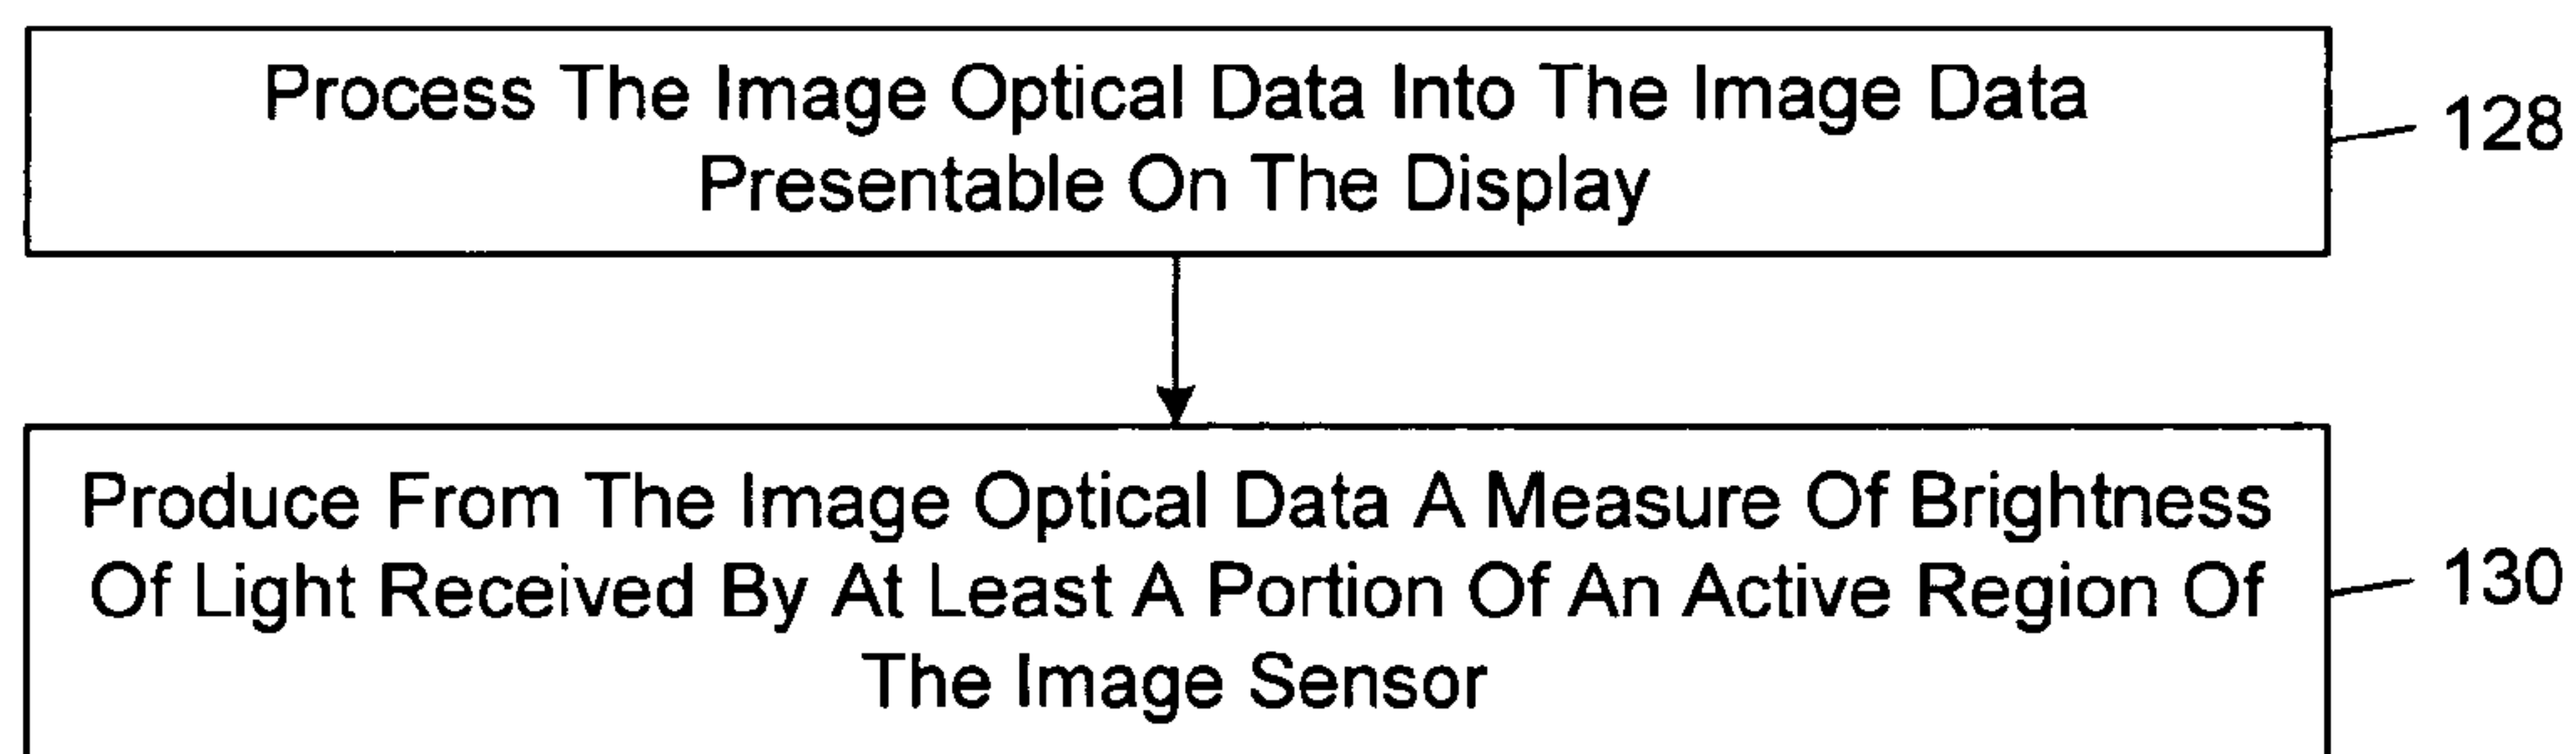 Process The Image Optical Data Into The Image Data
Presentable On The Display
128
Produce From The Image Optical Data A Measure Of Brightness
Of Light Received By At Least A Portion Of An Active Region Of
The Image Sensor
130